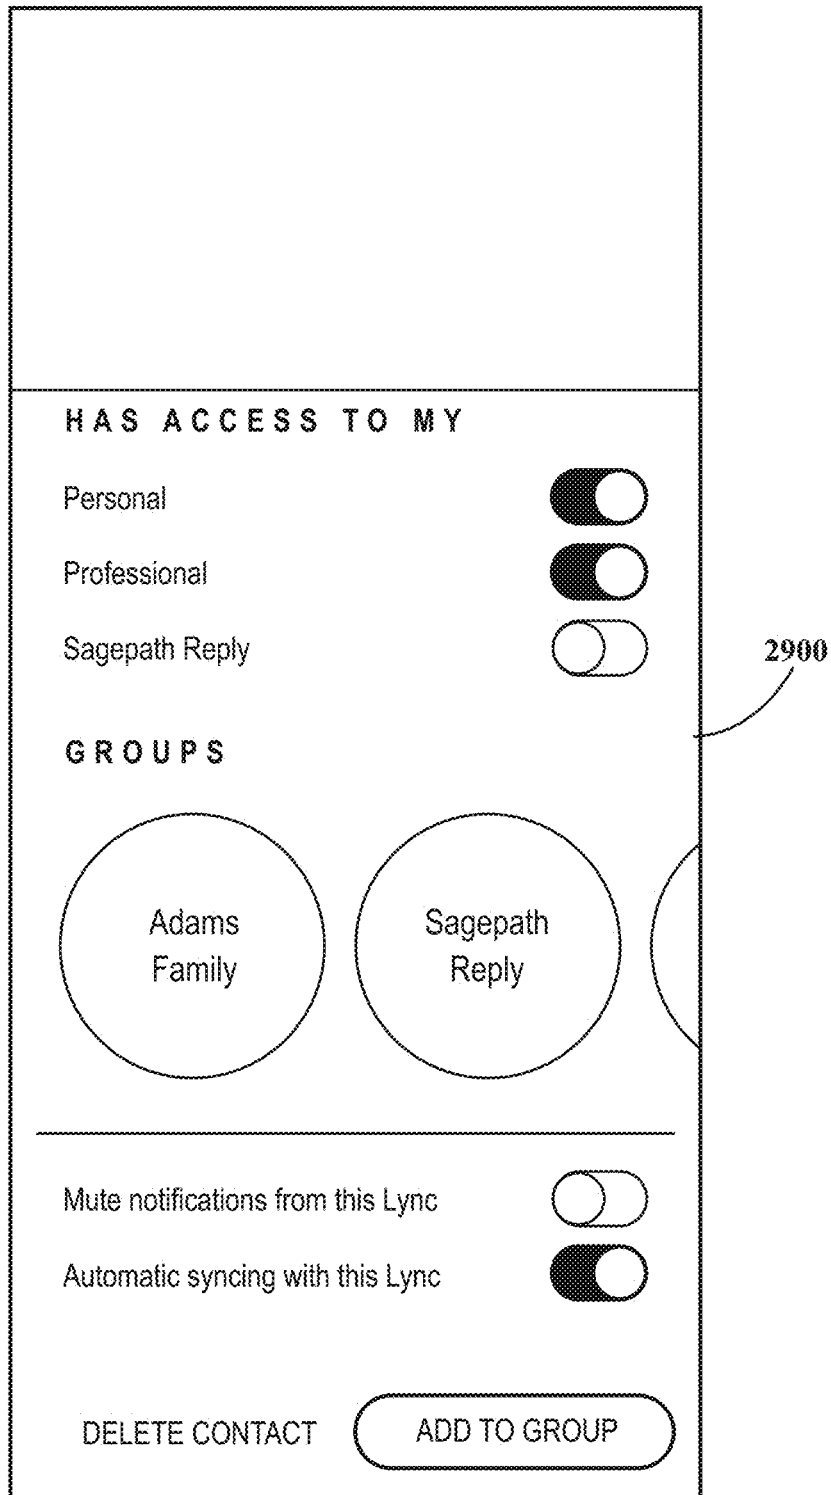 HAS ACCESS TO MY
Personal
Professional
Sagepath Reply
2900
GROUPS
Adams
Family
Sagepath
Reply
Mute notifications from this Lync
Automatic syncing with this Lync
DELETE CONTACT
ADD TO GROUP